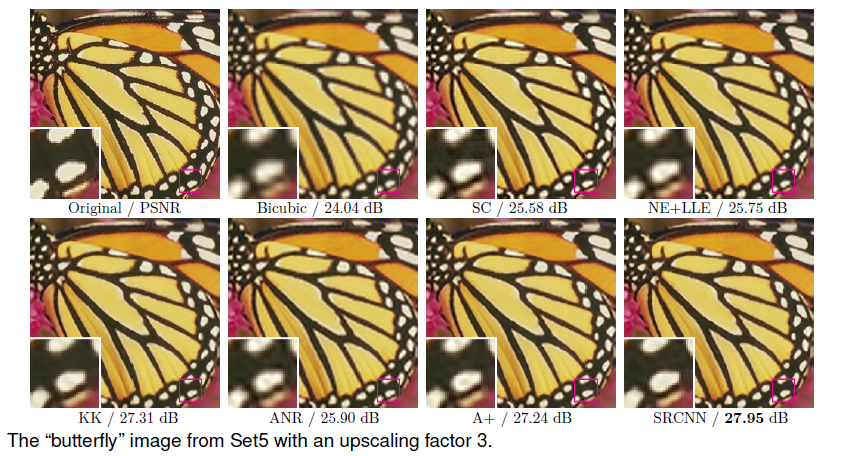 Original / PSNR
Bicubic / 24.04 dB
SC / 25.58 dB
NE+LLE / 25.75 dB
KK / 27.31 dB
ANR / 25.90 dB
A+ / 27.24 dB
SRCNN / 27.95 dB
The “butterfly” image from Set5 with an upscaling factor 3.